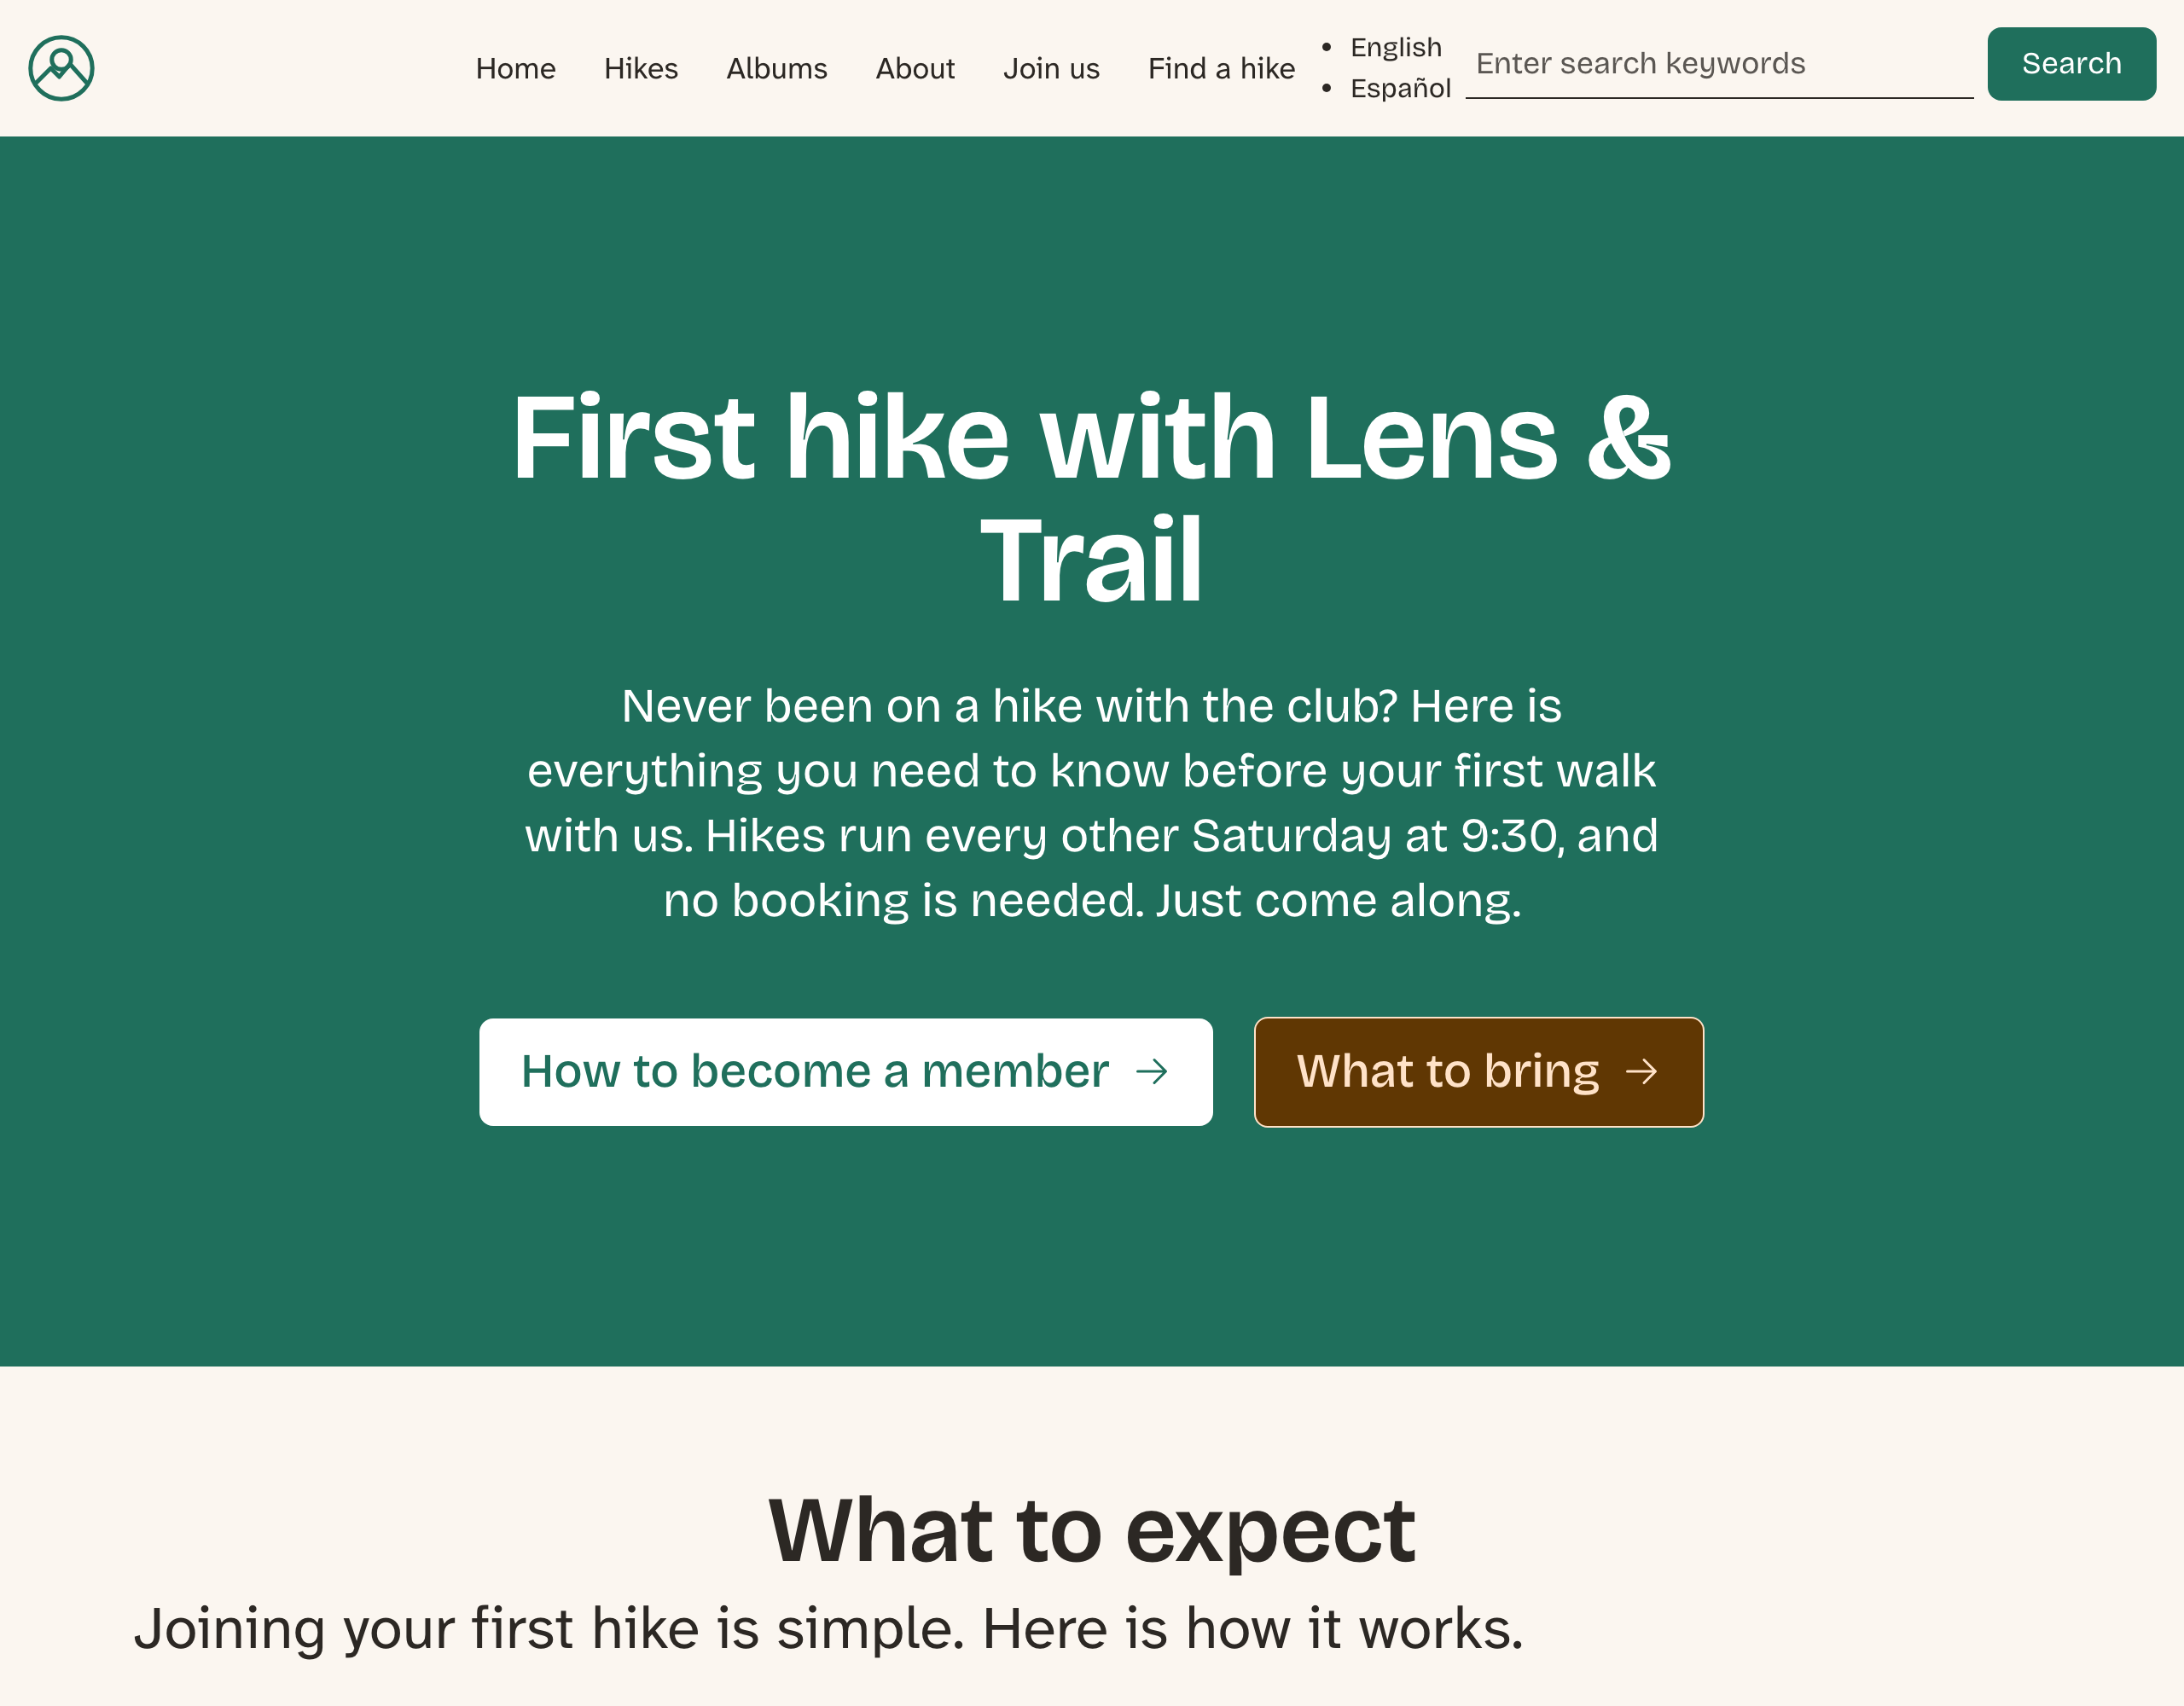 Home Hikes Albums About Join us Find a hike
English
Español
Enter search keywords
Search
First hike with Lens &
Trail
Never been on a hike with the club? Here is
everything you need to know before your first walk
with us. Hikes run every other Saturday at 9:30, and
no booking is needed. Just come along.
How to become a member
What to bring
What to expect
Joining your first hike is simple. Here is how it works.